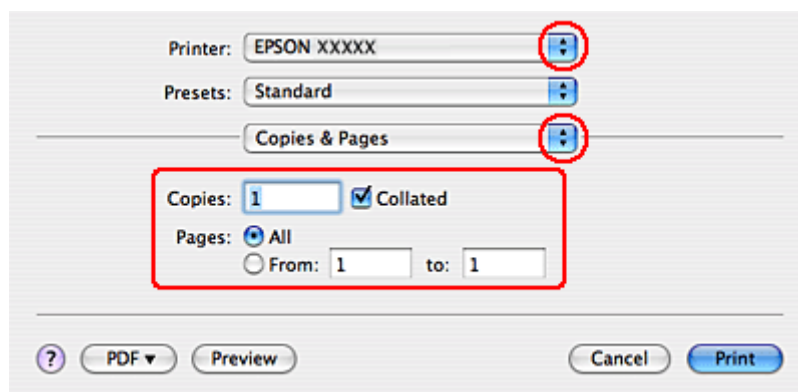 Printer: EPSON XXXXX
Presets: Standard
Copies & Pages
Copies: 1 Collated
Pages: All
From: 1 to: 1
? PDF Preview Cancel Print